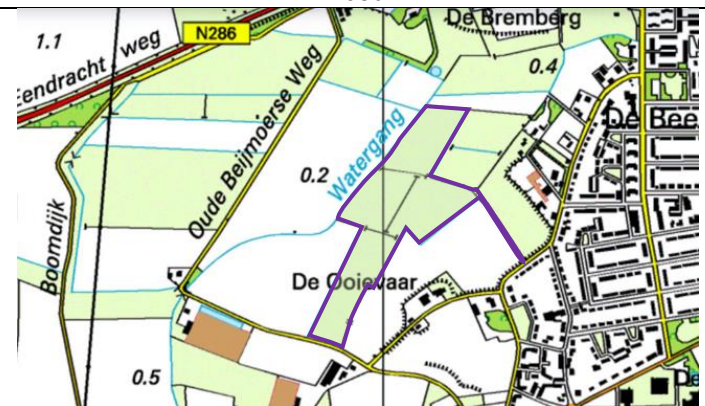 De Bremberg
1.1
Eendracht weg
N286
0.4
De Bee
Oude Beijmoerse Weg
Watergang
0.2
Boomdijk
De Ooievaar
0.5
De